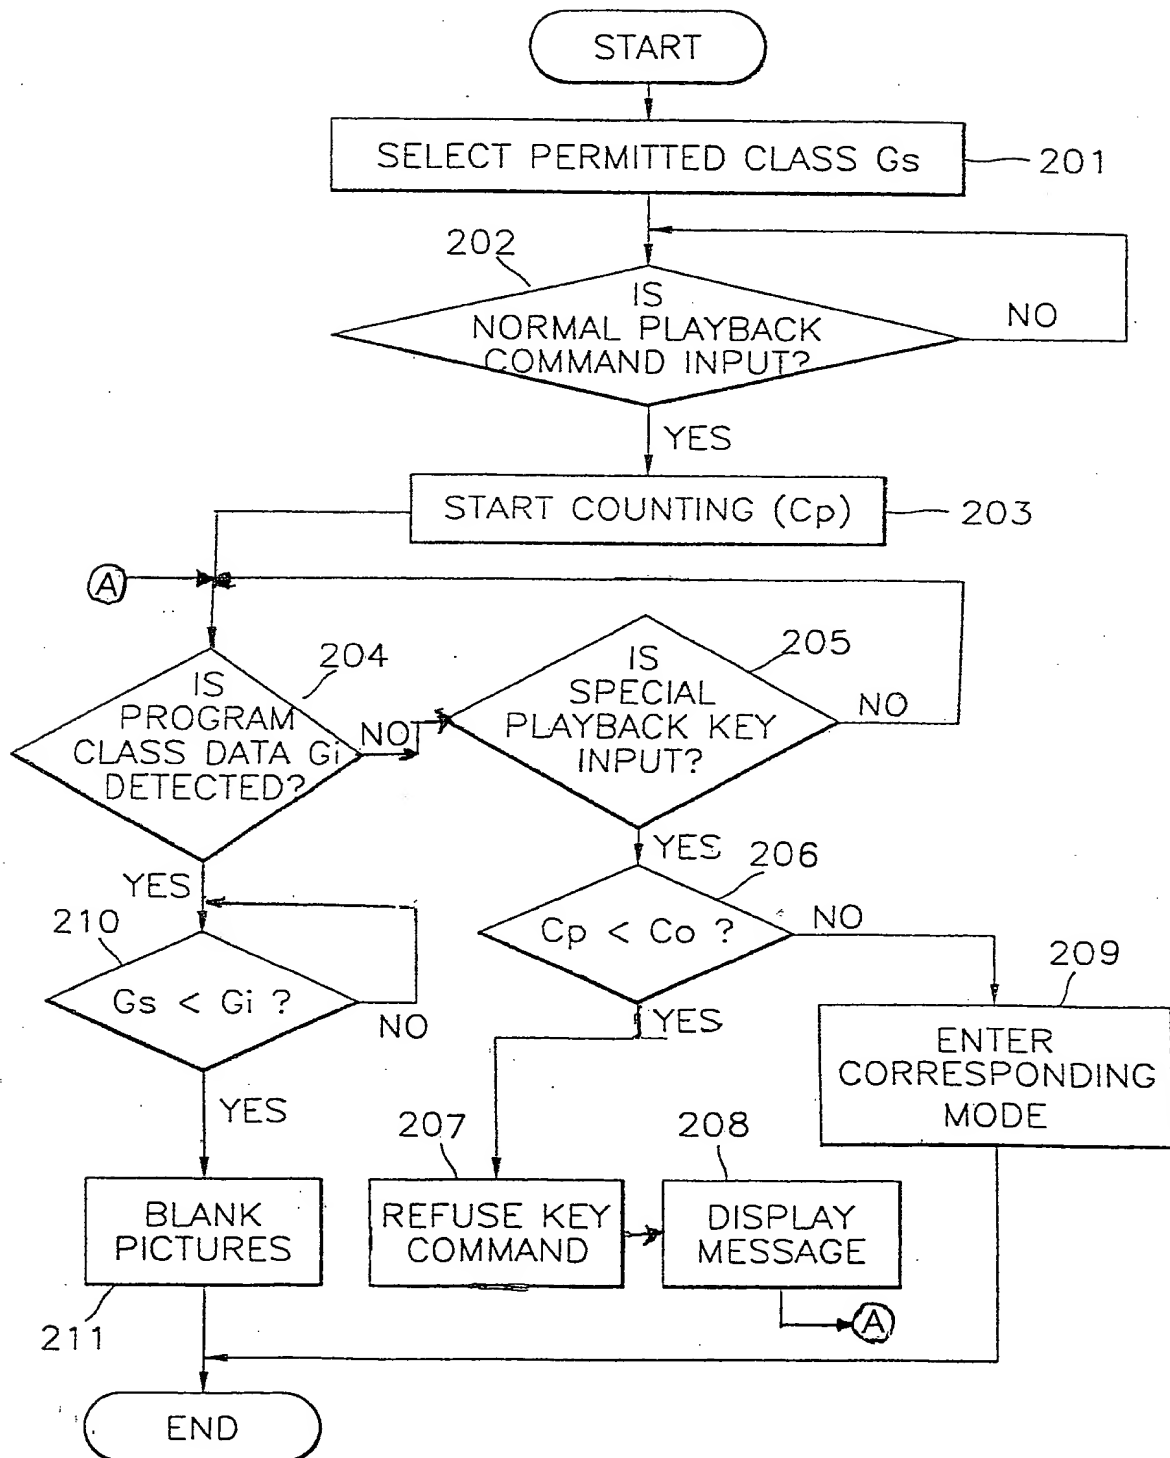 START
SELECT PERMITTED CLASS Gs
201
202
IS
NORMAL PLAYBACK
COMMAND INPUT?
NO
YES
START COUNTING (Cp)
203
A
204
IS
PROGRAM
CLASS DATA Gi
DETECTED?
NO
205
IS
SPECIAL
PLAYBACK KEY
INPUT?
NO
YES
YES
206
Cp < Co ?
NO
210
Gs < Gi ?
NO
YES
209
ENTER
CORRESPONDING
MODE
YES
207
REFUSE KEY
COMMAND
208
DISPLAY
MESSAGE
A
BLANK
PICTURES
211
END